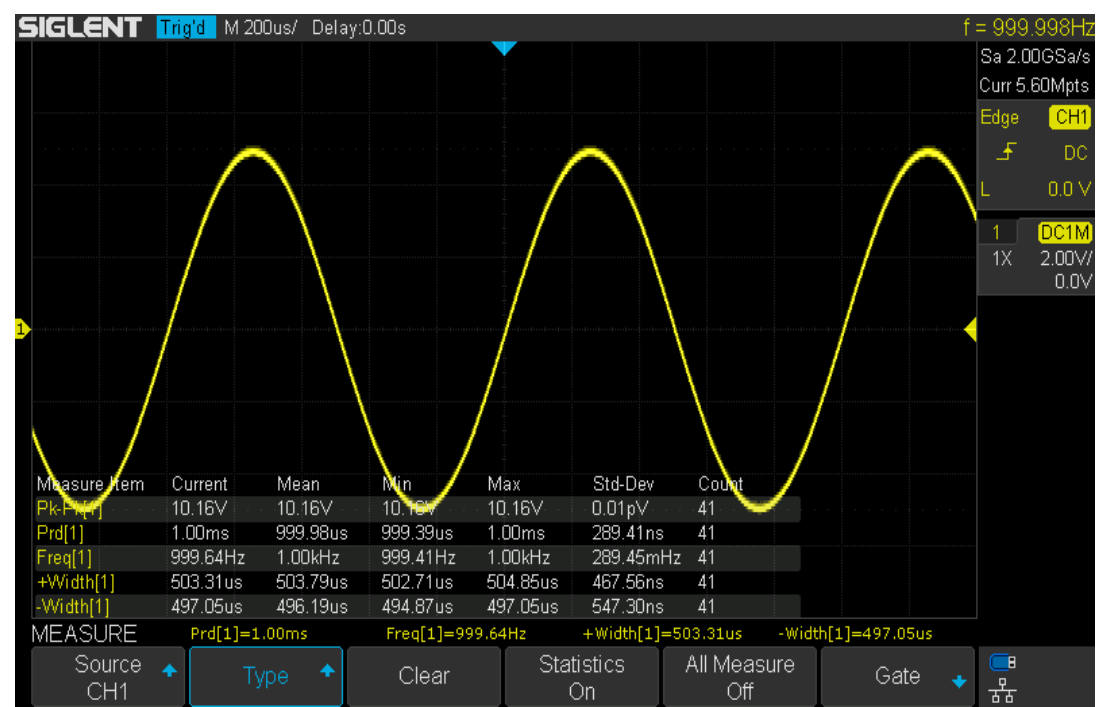 SIGLENT Trig'd M 200us/ Delay:0.00s f = 999.998Hz
Sa 2.00GSa/s
Curr 5.60Mpts
Edge CH1
DC
L 0.0 V
1 DC1M
1X 2.00V/
0.0V
1
Measure Item Current Mean Min Max Std-Dev Count
Pk-Pk[1] 10.16V 10.16V 10.16V 10.16V 0.01pV 41
Prd[1] 1.00ms 999.98us 999.39us 1.00ms 289.41ns 41
Freq[1] 999.64Hz 1.00kHz 999.41Hz 1.00kHz 289.45mHz 41
+Width[1] 503.31us 503.79us 502.71us 504.85us 467.56ns 41
-Width[1] 497.05us 496.19us 494.87us 497.05us 547.30ns 41
MEASURE Prd[1]=1.00ms Freq[1]=999.64Hz +Width[1]=503.31us -Width[1]=497.05us
Source Type Clear Statistics All Measure Gate
CH1 On Off